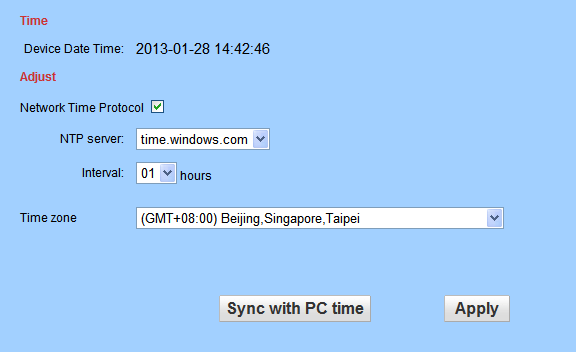 Time
Device Date Time: 2013-01-28 14:42:46
Adjust
Network Time Protocol
NTP server: time.windows.com
Interval: 01 hours
Time zone (GMT+08:00) Beijing,Singapore,Taipei
Sync with PC time Apply